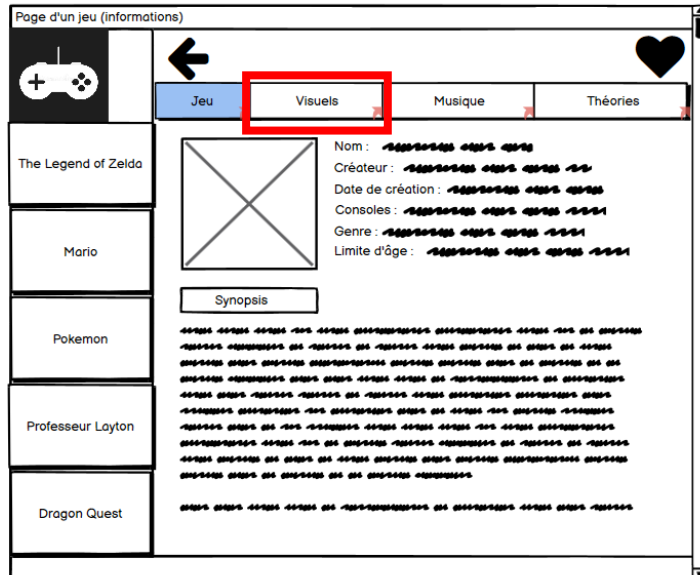 Page d'un jeu (informations)
Jeu
Visuels
Musique
Théories
The Legend of Zelda
Mario
Pokemon
Professeur Layton
Dragon Quest
Nom :
Créateur :
Date de création :
Consoles :
Genre :
Limite d'âge :
Synopsis